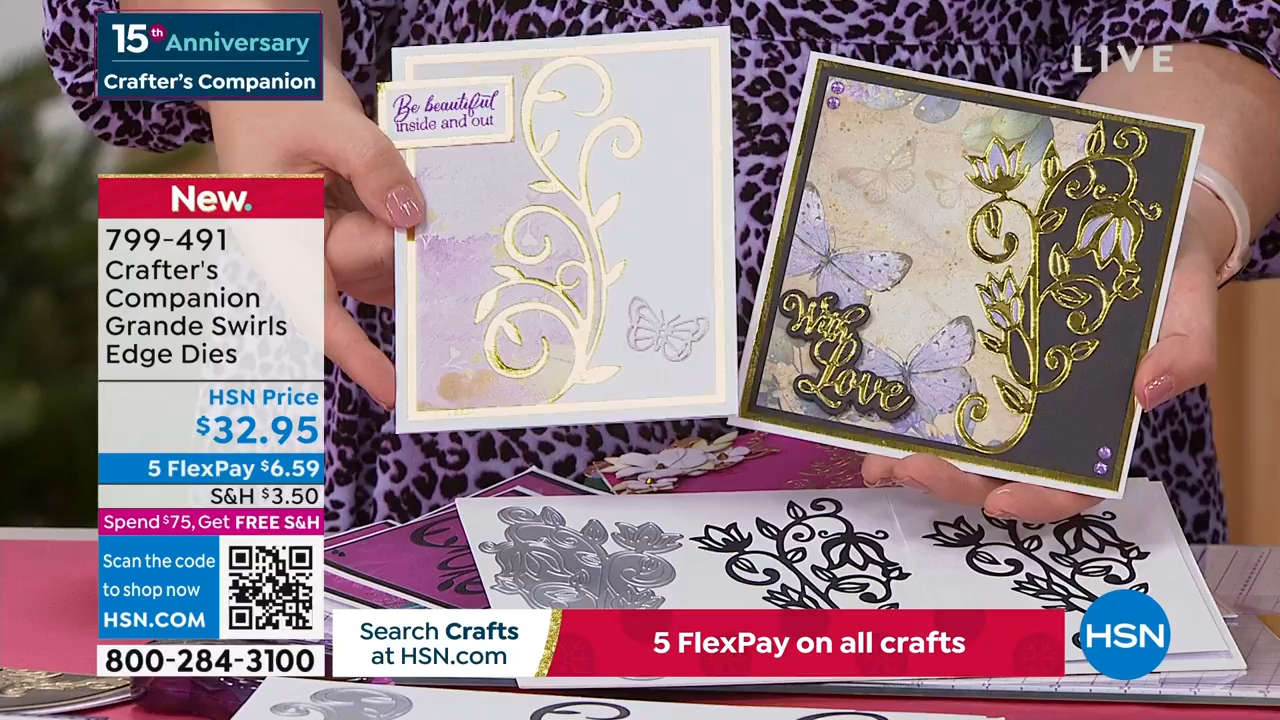 15th Anniversary
Crafter's Companion
LIVE
New.
799-491
Crafter's
Companion
Grande Swirls
Edge Dies
HSN Price
$32.95
5 FlexPay $6.59
S&H $3.50
Spend $75, Get FREE S&H
Scan the code
to shop now
HSN.COM
800-284-3100
Be beautiful
inside and out
With
Love
Search Crafts
at HSN.com
5 FlexPay on all crafts
HSN